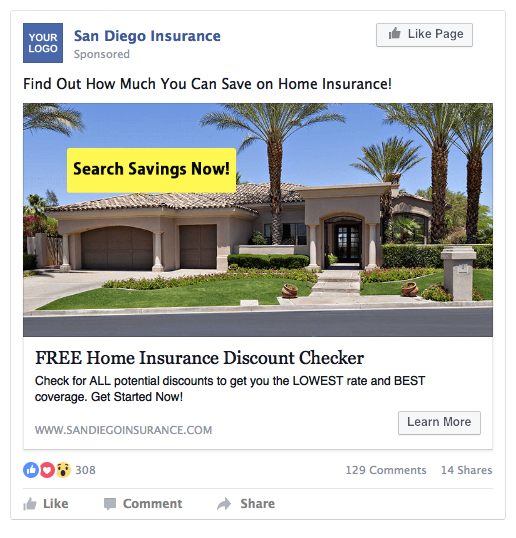 YOUR
LOGO
San Diego Insurance
Sponsored
Like Page
Find Out How Much You Can Save on Home Insurance!
Search Savings Now!
FREE Home Insurance Discount Checker
Check for ALL potential discounts to get you the LOWEST rate and BEST
coverage. Get Started Now!
WWW.SANDIEGOINSURANCE.COM
Learn More
308
129 Comments 14 Shares
Like Comment Share